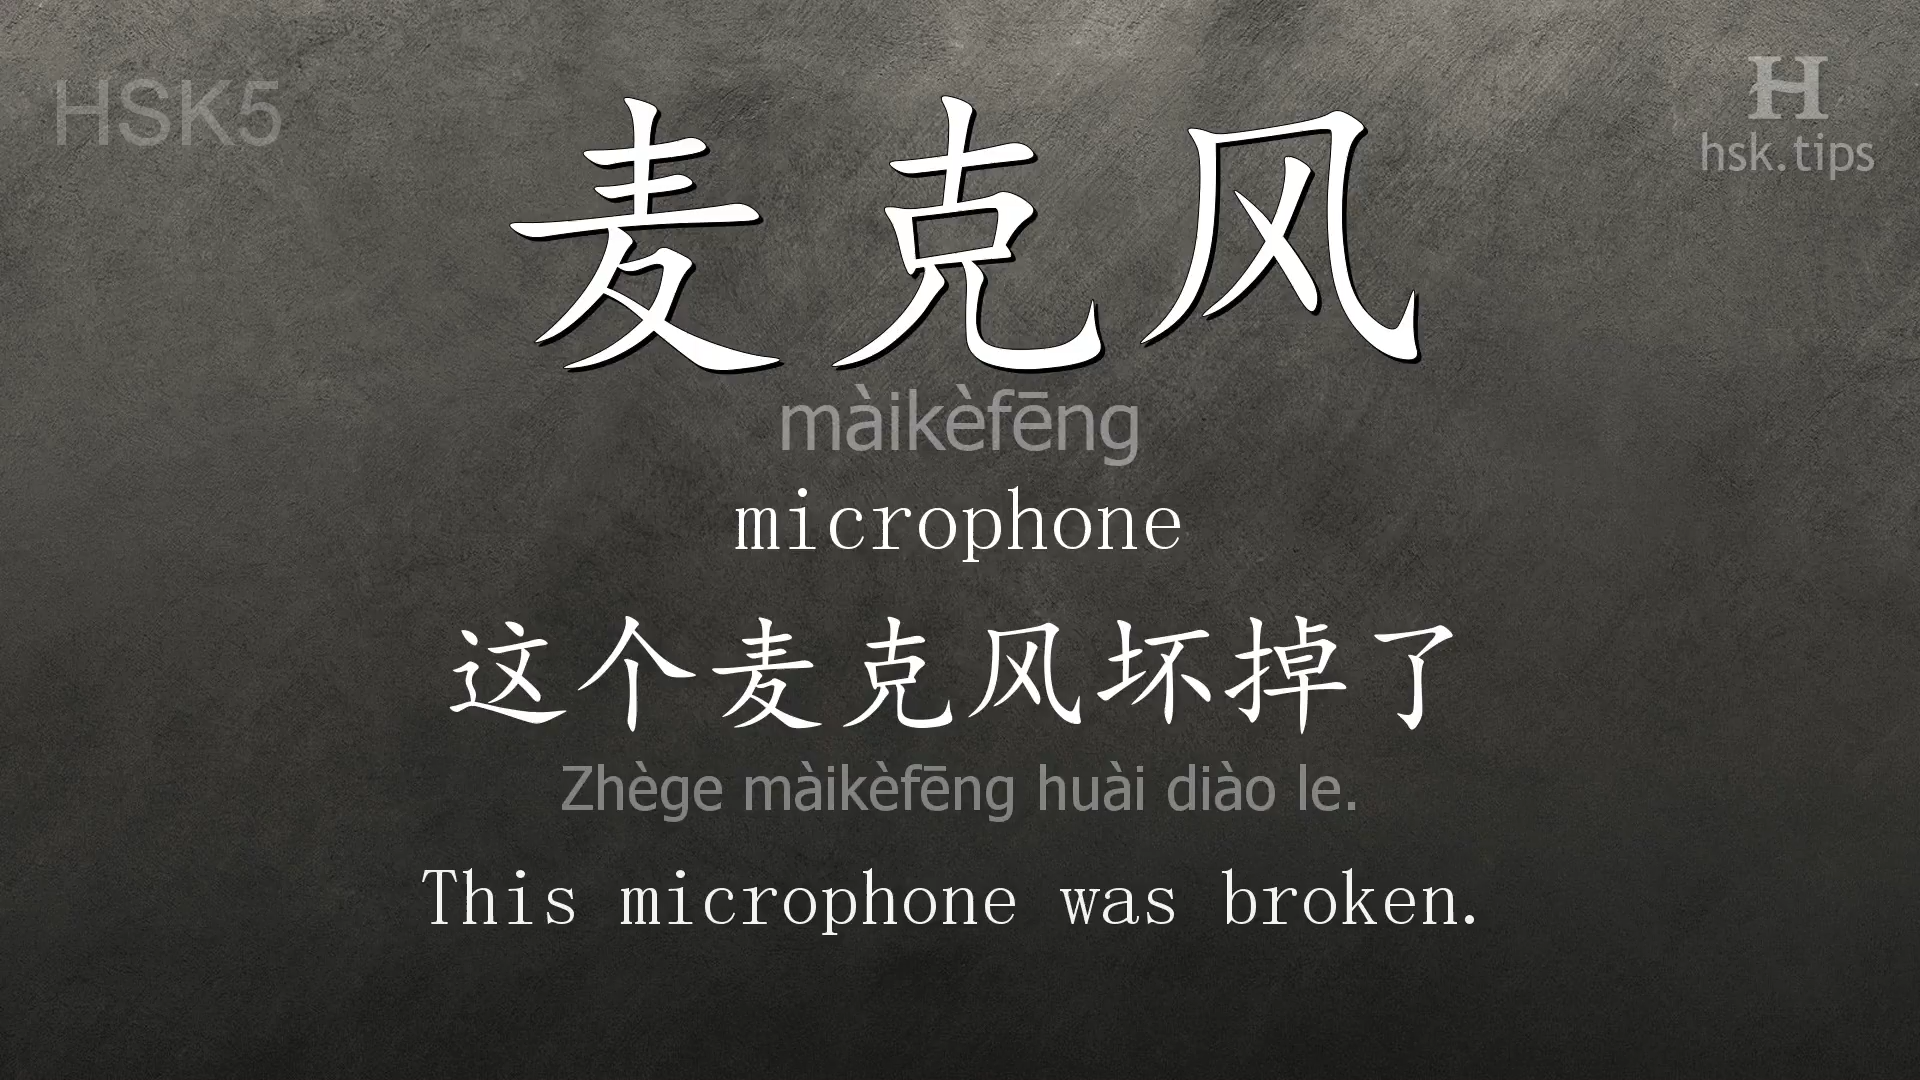 HSK5
H
hsk.tips
麦克风
màikèfēng
microphone
这个麦克风坏掉了
Zhège màikèfēng huài diào le.
This microphone was broken.